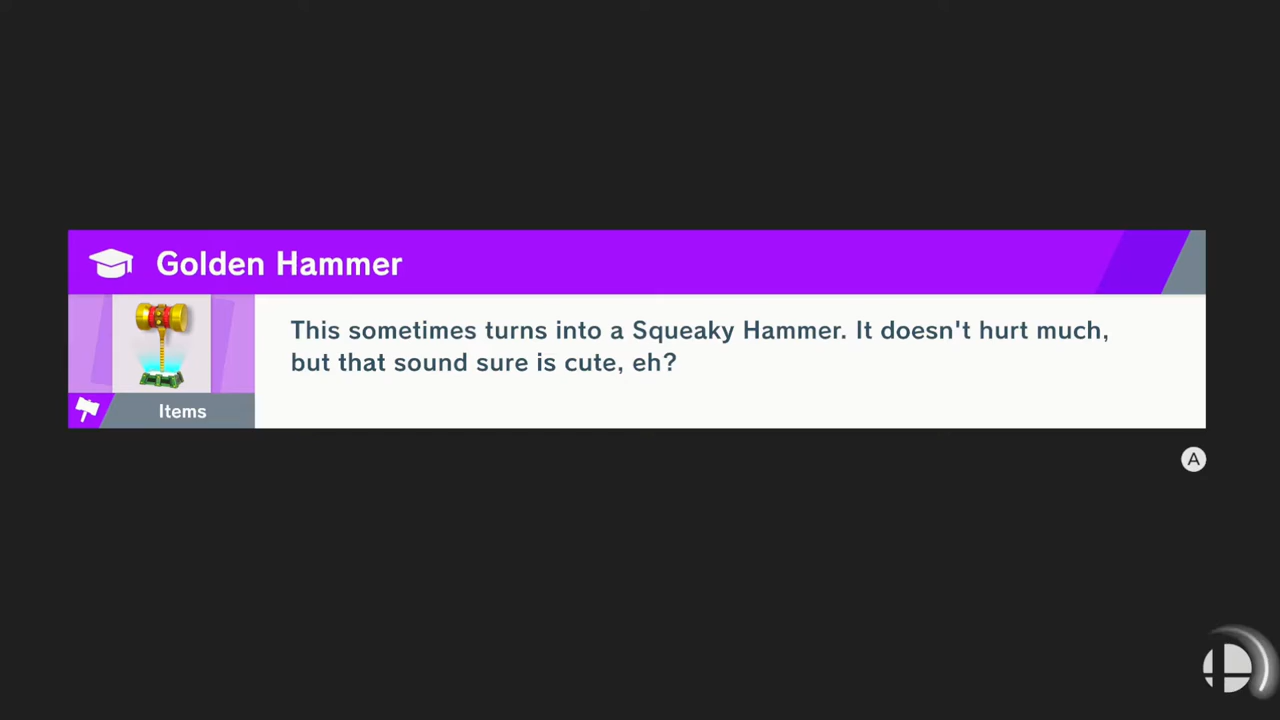 Golden Hammer
This sometimes turns into a Squeaky Hammer. It doesn't hurt much,
but that sound sure is cute, eh?
Items
A